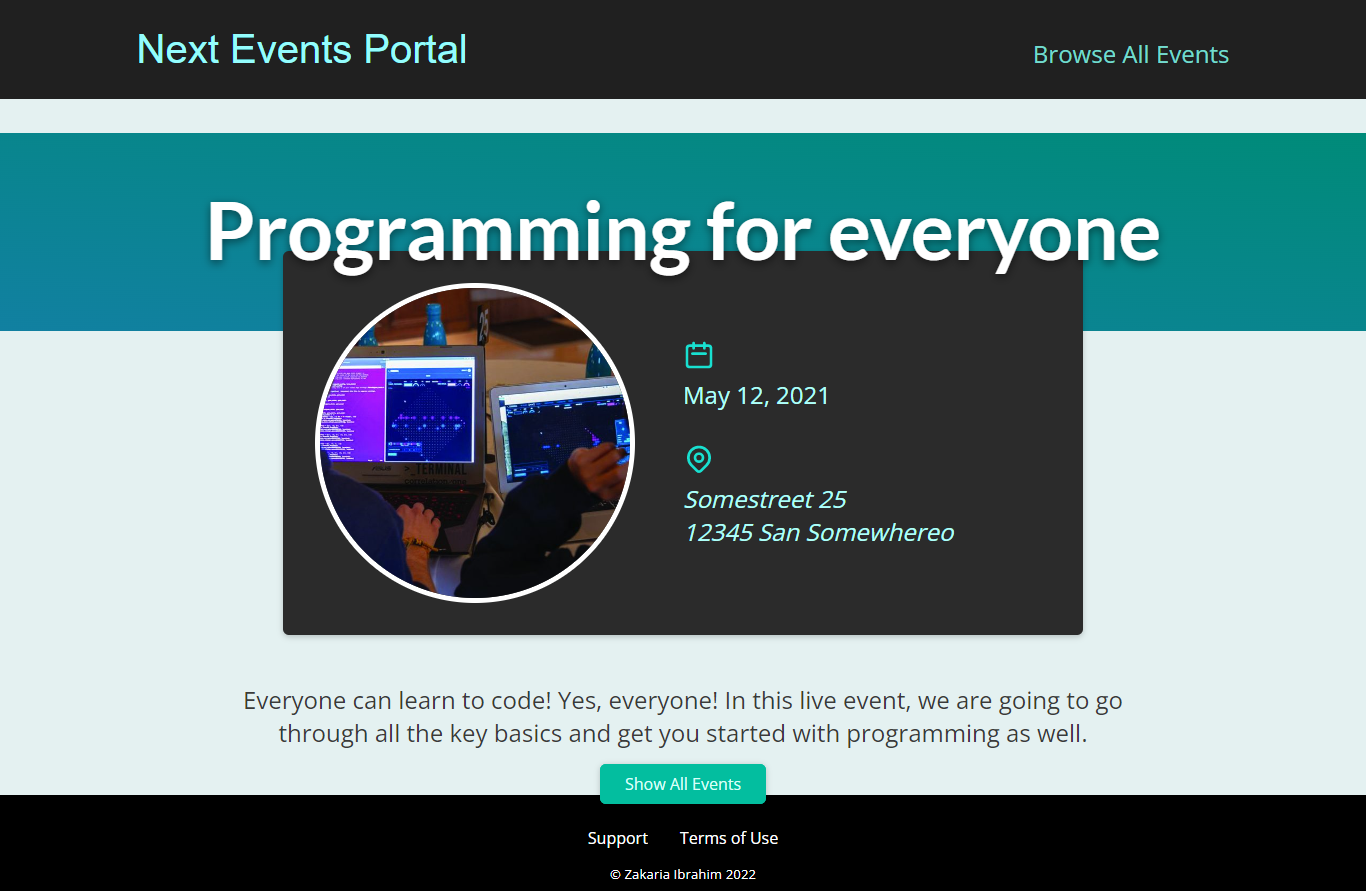 Next Events Portal
Browse All Events
Programming for everyone
May 12, 2021
Somestreet 25
12345 San Somewhereo
Everyone can learn to code! Yes, everyone! In this live event, we are going to go
through all the key basics and get you started with programming as well.
Show All Events
Support Terms of Use
© Zakaria Ibrahim 2022